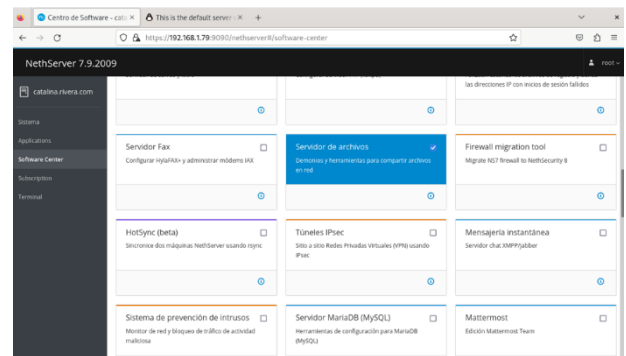 Centro de Software - cata
This is the default server
https://192.168.1.79:9090/nethserver#/software-center
NethServer 7.9.2009
root
catalina.rivera.com
Sistema
Applications
Software Center
Subscription
Terminal
las direcciones IP con inicios de sesión fallidos
Servidor Fax
Configurar HylaFAX+ y administrar módems IAX
Servidor de archivos
Demonios y herramientas para compartir archivos
en red
Firewall migration tool
Migrate NS7 firewall to NethSecurity 8
HotSync (beta)
Sincronice dos máquinas NethServer usando rsync
Túneles IPsec
Sitio a sitio Redes Privadas Virtuales (VPN) usando
IPsec
Mensajería instantánea
Servidor chat XMPP/Jabber
Sistema de prevención de intrusos
Monitor de red y bloqueo de tráfico de actividad
maliciosa
Servidor MariaDB (MySQL)
Herramientas de configuración para MariaDB
(MySQL)
Mattermost
Edición Mattermost Team